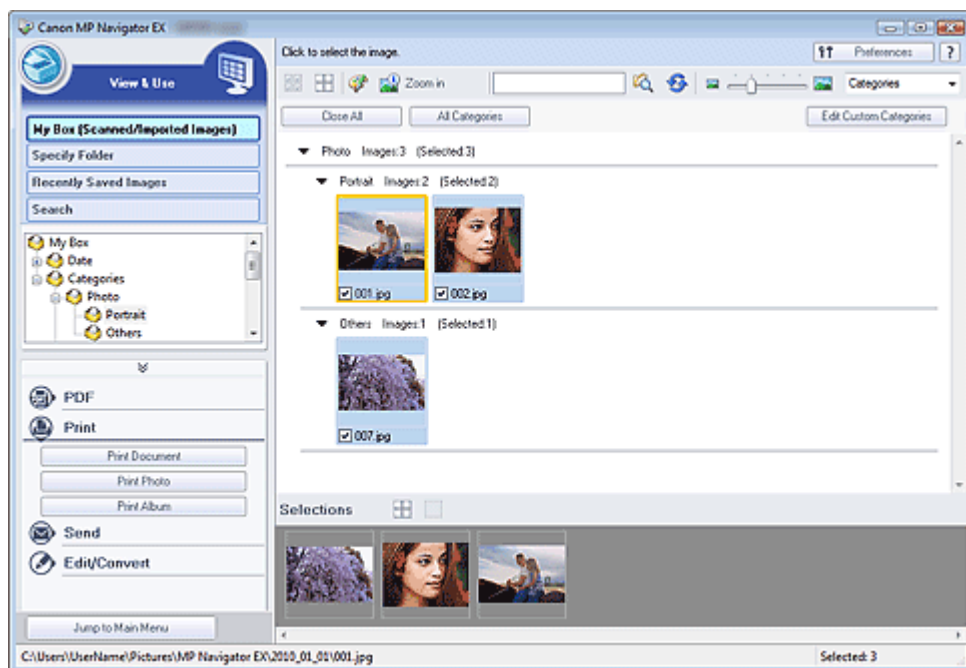 Canon MP Navigator EX
View & Use
My Box (Scanned/Imported Images)
Specify Folder
Recently Saved Images
Search
My Box
Date
Categories
Photo
Portrait
Others
PDF
Print
Print Document
Print Photo
Print Album
Send
Edit/Convert
Jump to Main Menu
Click to select the image.
Preferences
?
Zoom in
Categories
Close All
All Categories
Edit Custom Categories
Photo Images:3 (Selected:3)
Portrait Images:2 (Selected:2)
001.jpg
002.jpg
Others Images:1 (Selected:1)
007.jpg
Selections
C:\Users\UserName\Pictures\MP Navigator EX\2010_01_01\001.jpg
Selected: 3